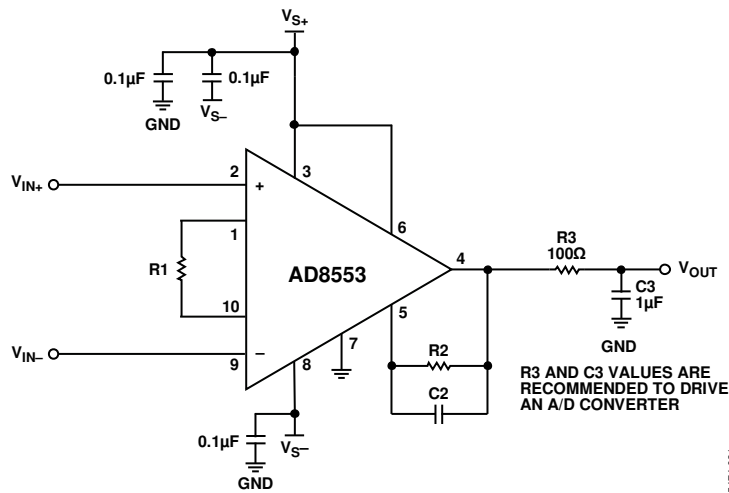 VS+
0.1µF
0.1µF
VS–
GND
VIN+
2
+
3
1
6
R1
AD8553
4
R3
100Ω
VOUT
C3
1µF
GND
10
5
VIN–
9
–
8
7
R2
C2
R3 AND C3 VALUES ARE
RECOMMENDED TO DRIVE
AN A/D CONVERTER
0.1µF
VS–
GND